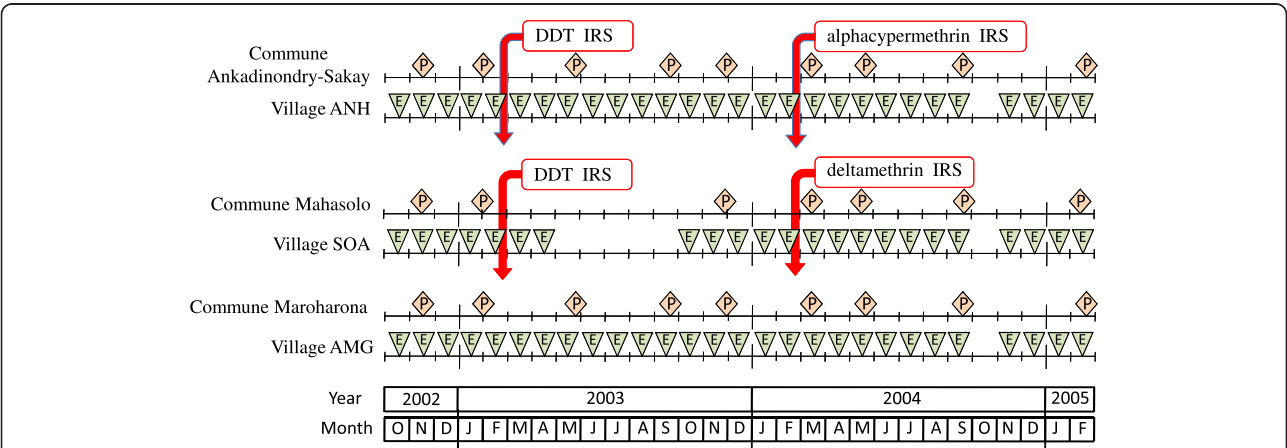 DDT IRS
alphacypermethrin IRS
Commune
Ankadinondry-Sakay
P P P P P P P P P
Village ANH
E E E E E E E E E E E E E E E E E E E E E E E E E E E E
DDT IRS
deltamethrin IRS
Commune Mahasolo
P P P P P P P
Village SOA
E E E E E E E E E E E E E E E E E E E E E E E
Commune Maroharona
P P P P P P P P P
Village AMG
E E E E E E E E E E E E E E E E E E E E E E E E E E E E
Year 2002 2003 2004 2005
Month O N D J F M A M J J A S O N D J F M A M J J A S O N D J F